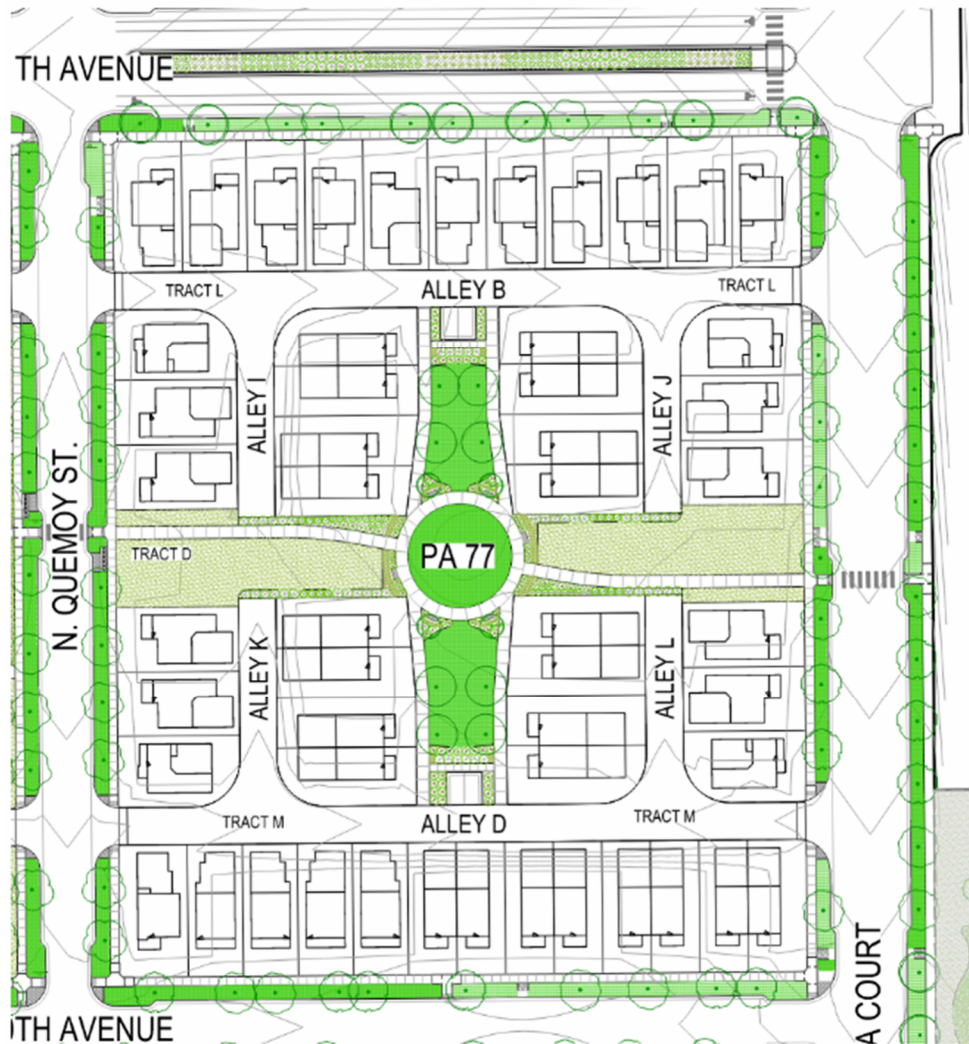 TH AVENUE
TRACT L
ALLEY B
TRACT L
ALLEY I
ALLEY J
N. QUEMOY ST.
TRACT D
PA 77
ALLEY K
ALLEY L
TRACT M
ALLEY D
TRACT M
A COURT
0TH AVENUE